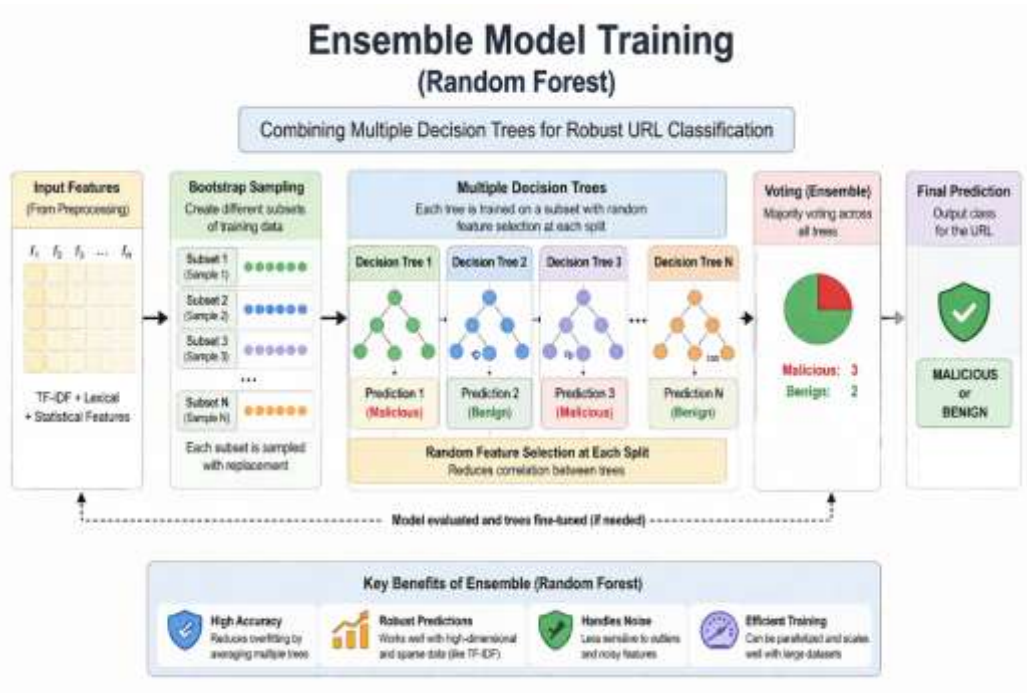 Ensemble Model Training
(Random Forest)
Combining Multiple Decision Trees for Robust URL Classification
Input Features
(From Preprocessing)
f₁ f₂ f₃ ... fₙ
TF-IDF + Lexical
+ Statistical Features
Bootstrap Sampling
Create different subsets
of training data
Subset 1
(Sample 1)
Subset 2
(Sample 2)
Subset 3
(Sample 3)
...
Subset N
(Sample N)
Each subset is sampled
with replacement
Multiple Decision Trees
Each tree is trained on a subset with random
feature selection at each split
Decision Tree 1
Decision Tree 2
Decision Tree 3
...
Decision Tree N
Prediction 1
(Malicious)
Prediction 2
(Benign)
Prediction 3
(Malicious)
Prediction N
(Benign)
Random Feature Selection at Each Split
Reduces correlation between trees
Voting (Ensemble)
Majority voting across
all trees
Malicious: 3
Benign: 2
Final Prediction
Output class
for the URL
MALICIOUS
or
BENIGN
Model evaluated and trees fine-tuned (if needed)
Key Benefits of Ensemble (Random Forest)
High Accuracy
Reduces overfitting by
averaging multiple trees
Robust Predictions
Works well with high-dimensional
and sparse data (like TF-IDF)
Handles Noise
Less sensitive to outliers
and noisy features
Efficient Training
Can be parallelized and scales
well with large datasets